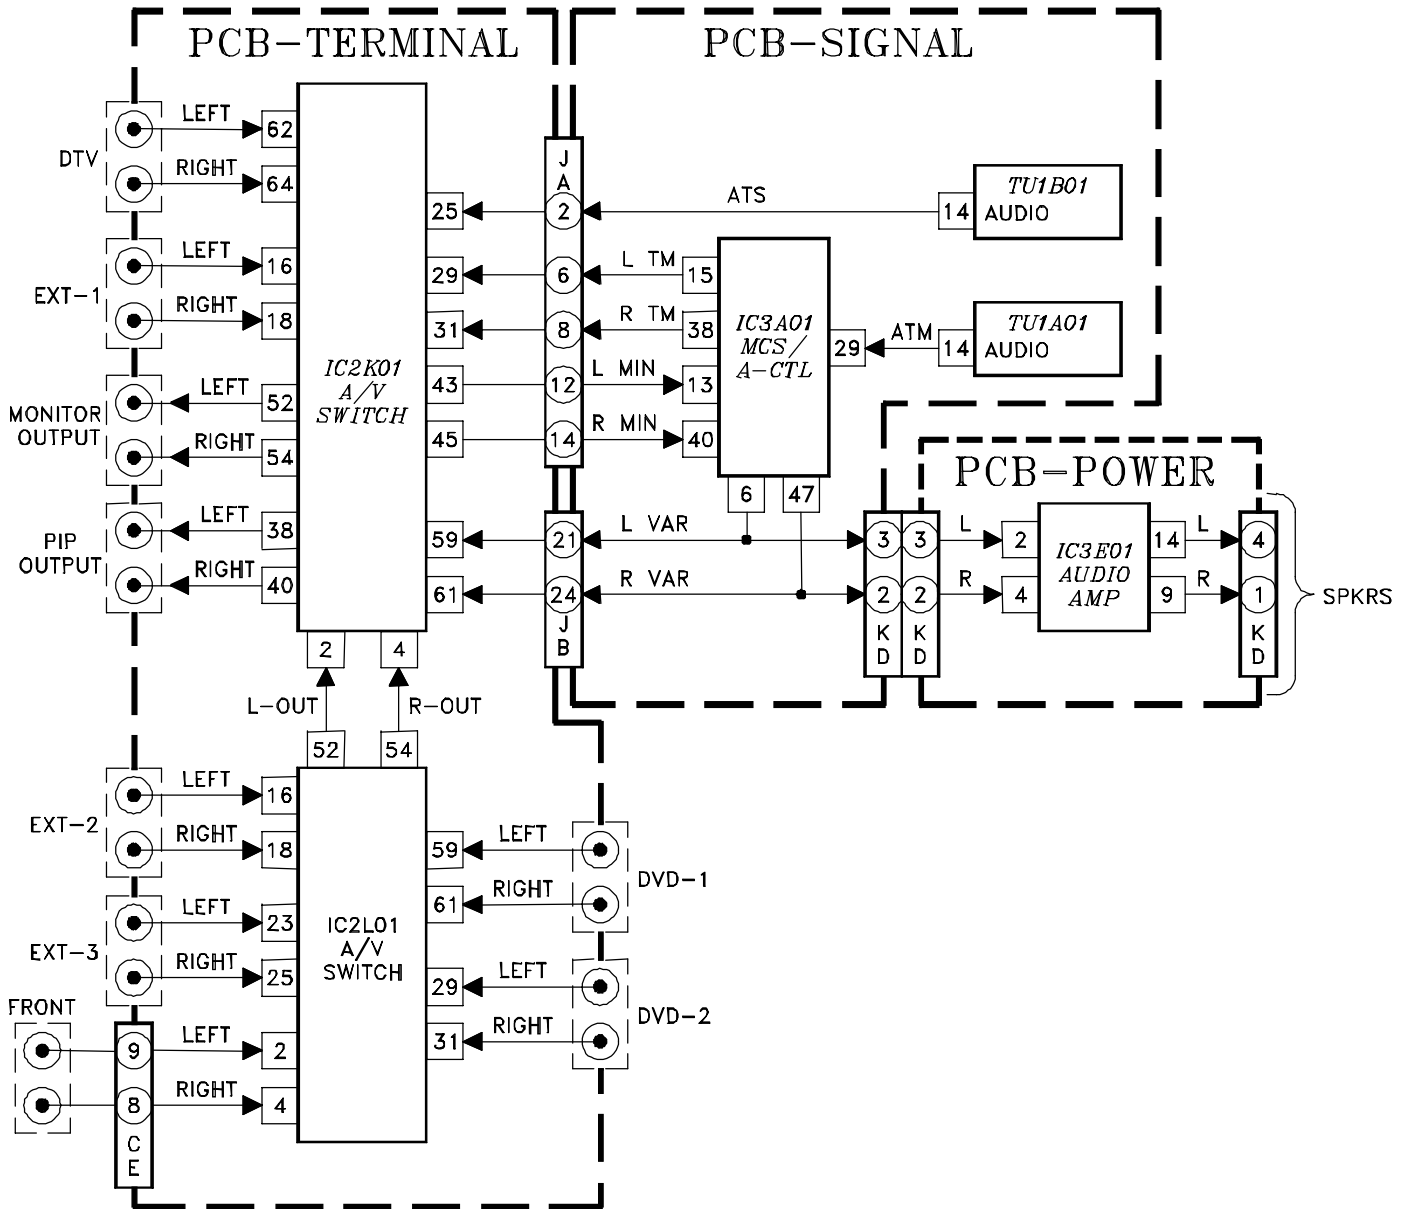 PCB-TERMINAL
PCB-SIGNAL
DTV
LEFT
62
RIGHT
64
EXT-1
LEFT
16
RIGHT
18
MONITOR
OUTPUT
LEFT
52
RIGHT
54
PIP
OUTPUT
LEFT
38
RIGHT
40
IC2K01
A/V
SWITCH
25
29
31
43
45
59
61
2
4
J
A
2
6
8
12
14
21
24
J
B
ATS
14
TU1B01
AUDIO
L TM
15
R TM
38
L MIN
13
R MIN
40
IC3A01
MCS/
A-CTL
29
ATM
14
TU1A01
AUDIO
6
47
L VAR
R VAR
3
2
K
D
3
2
K
D
PCB-POWER
L
2
R
4
IC3E01
AUDIO
AMP
14
L
9
R
4
1
K
D
SPKRS
L-OUT
R-OUT
52
54
EXT-2
LEFT
16
RIGHT
18
EXT-3
LEFT
23
RIGHT
25
FRONT
9
LEFT
2
8
RIGHT
4
C
E
IC2L01
A/V
SWITCH
59
LEFT
61
RIGHT
DVD-1
29
LEFT
31
RIGHT
DVD-2